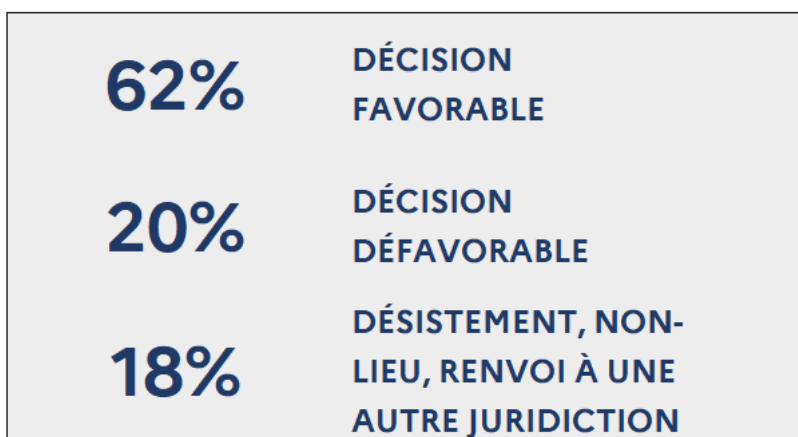 62%
DÉCISION
FAVORABLE
20%
DÉCISION
DÉFAVORABLE
18%
DÉSISTEMENT, NON-
LIEU, RENVOI À UNE
AUTRE JURIDICTION